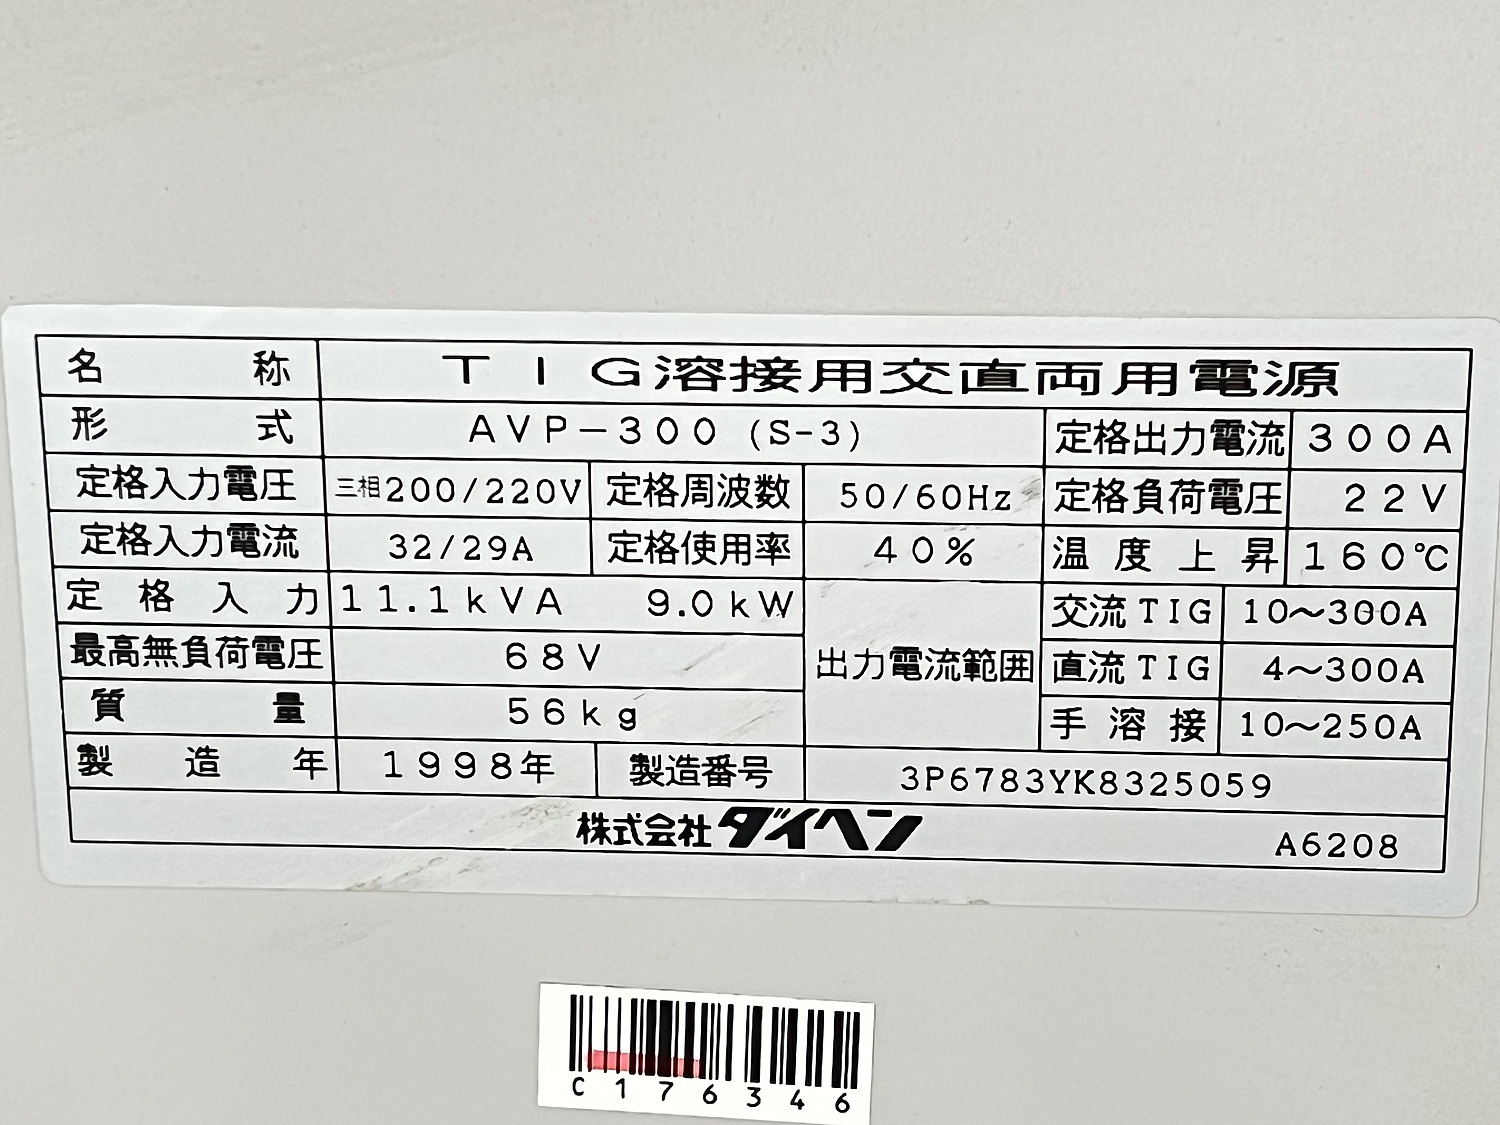 名称 TIG溶接用交直両用電源
形式 AVP-300 (S-3) 定格出力電流 300A
定格入力電圧 三相200/220V 定格周波数 50/60Hz 定格負荷電圧 22V
定格入力電流 32/29A 定格使用率 40% 温度上昇 160℃
定格入力 11.1kVA 9.0kW 交流TIG 10～300A
最高無負荷電圧 68V 出力電流範囲 直流TIG 4～300A
質量 56kg 手溶接 10～250A
製造年 1998年 製造番号 3P6783YK8325059
株式会社ダイヘン A6208
C176346